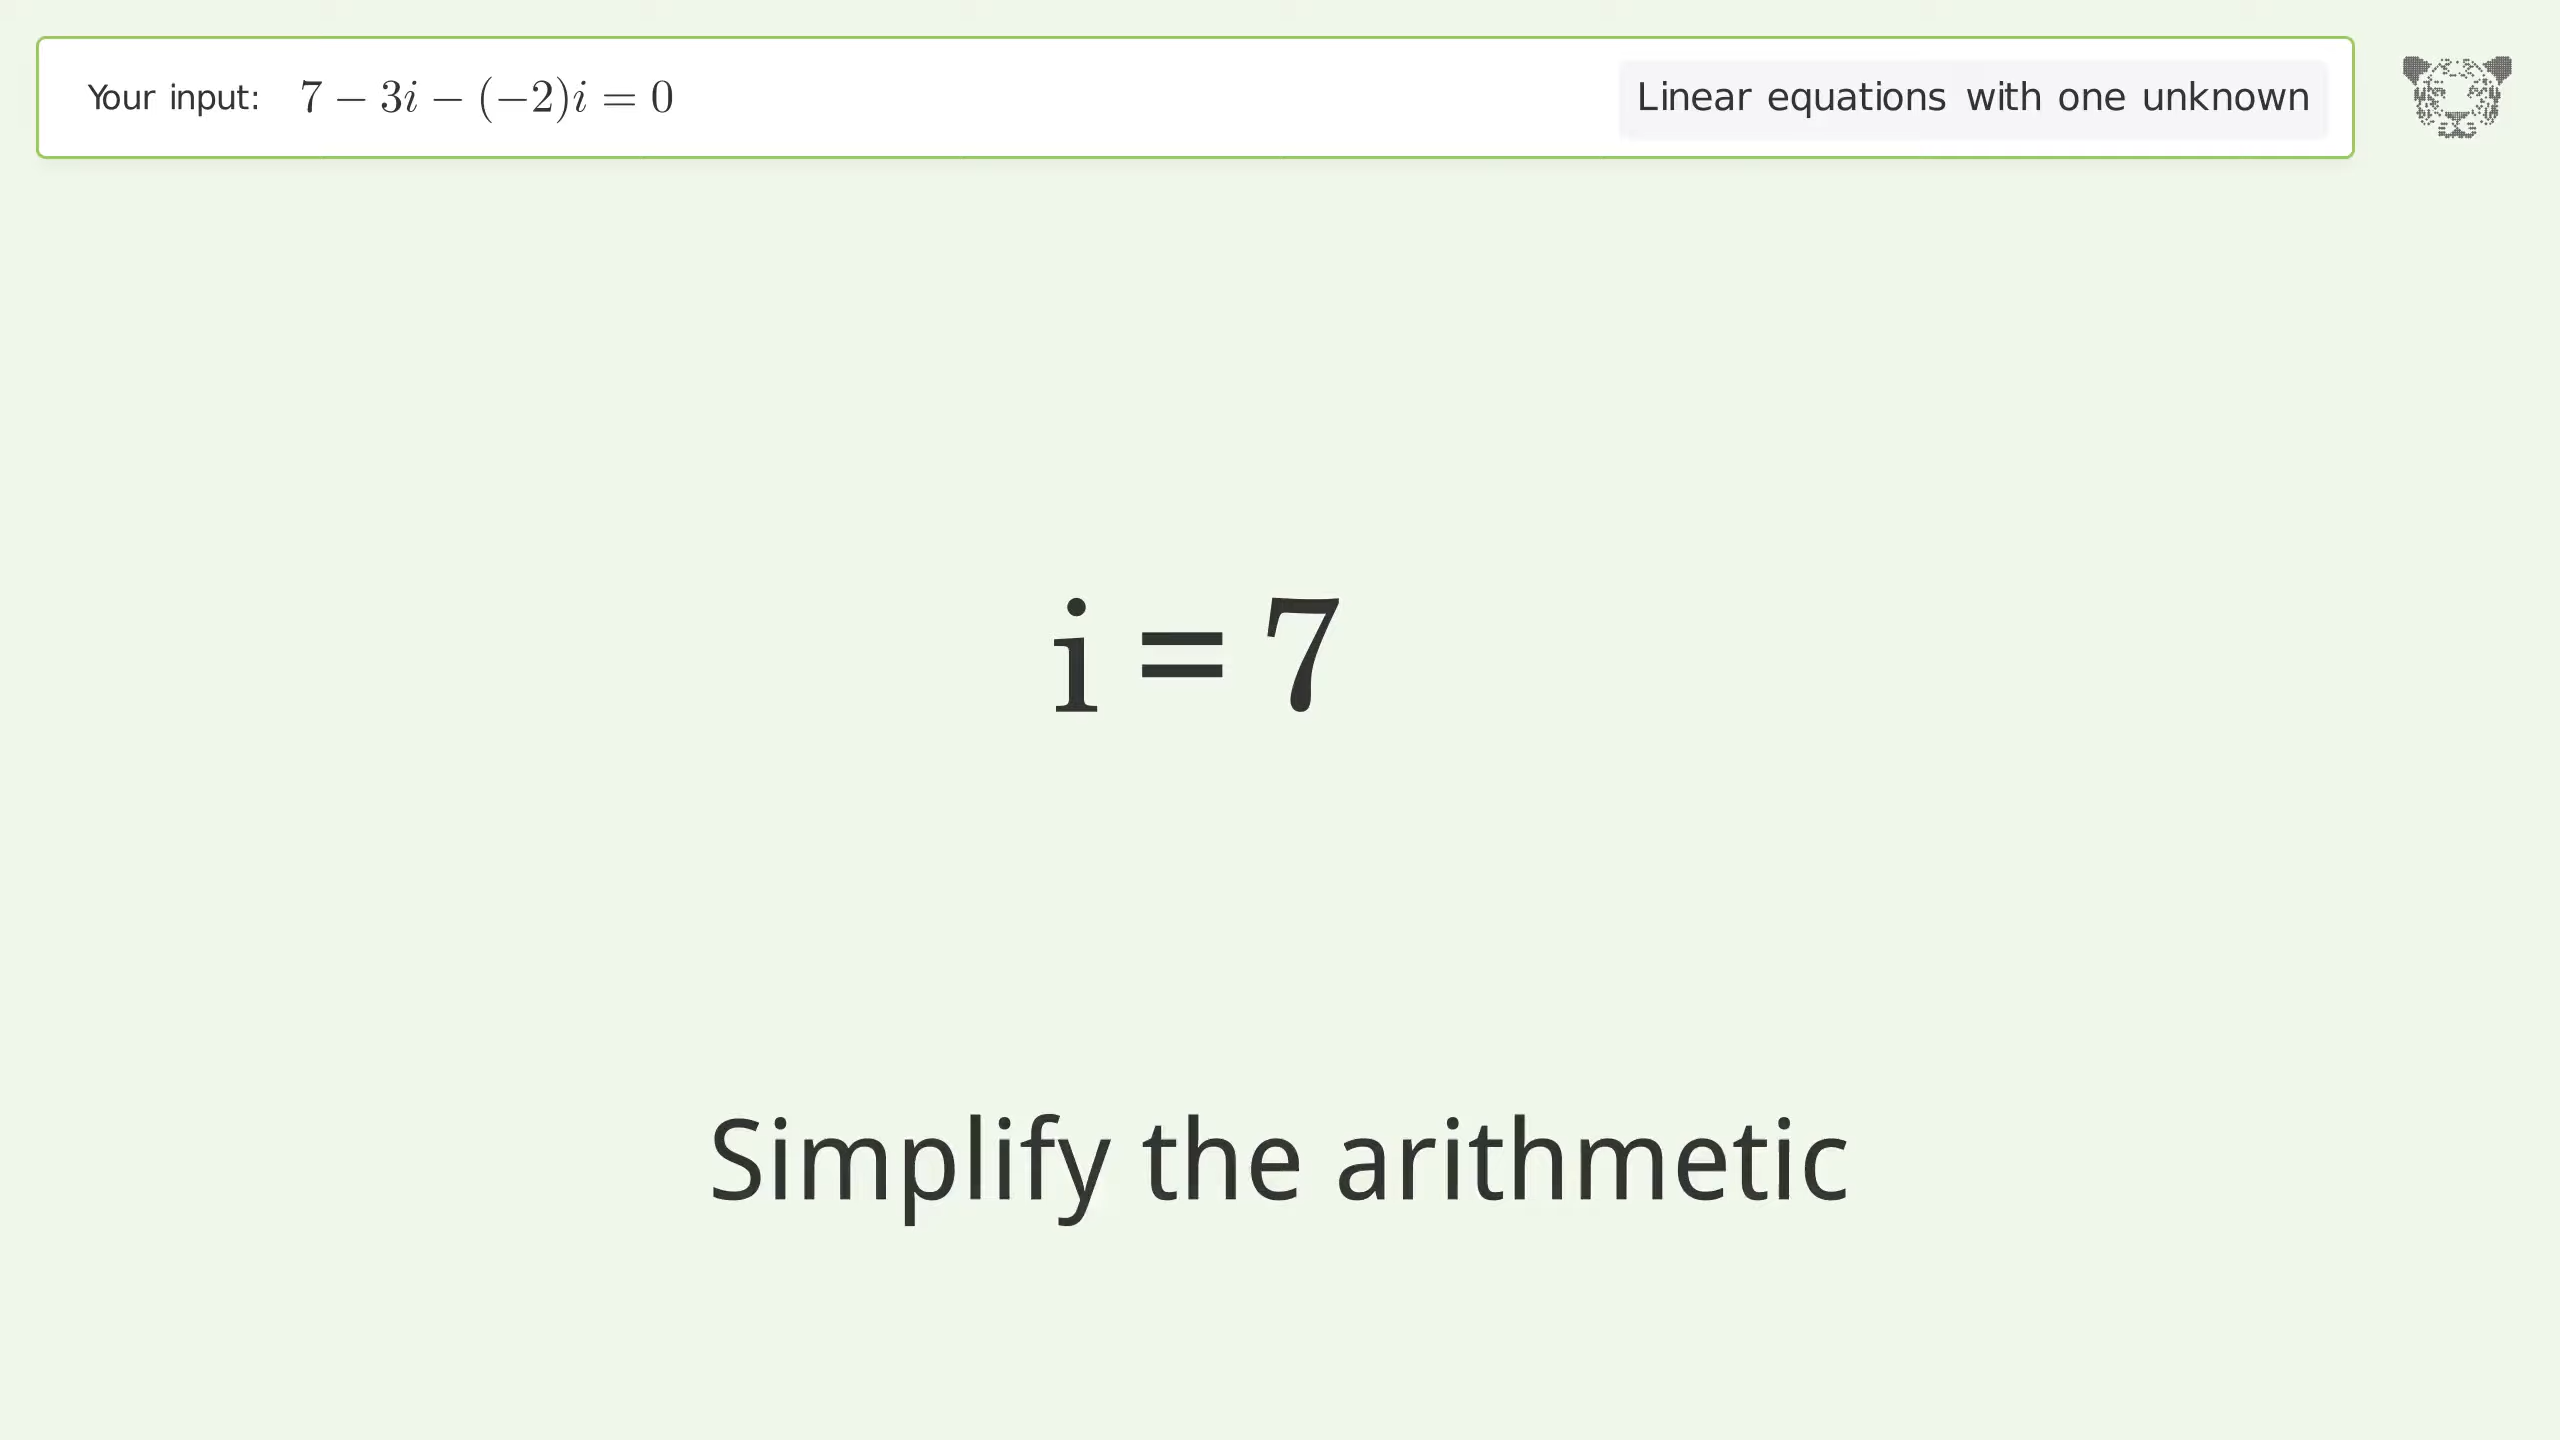 Your input: 7 − 3i − (−2)i = 0
Linear equations with one unknown
i = 7
Simplify the arithmetic